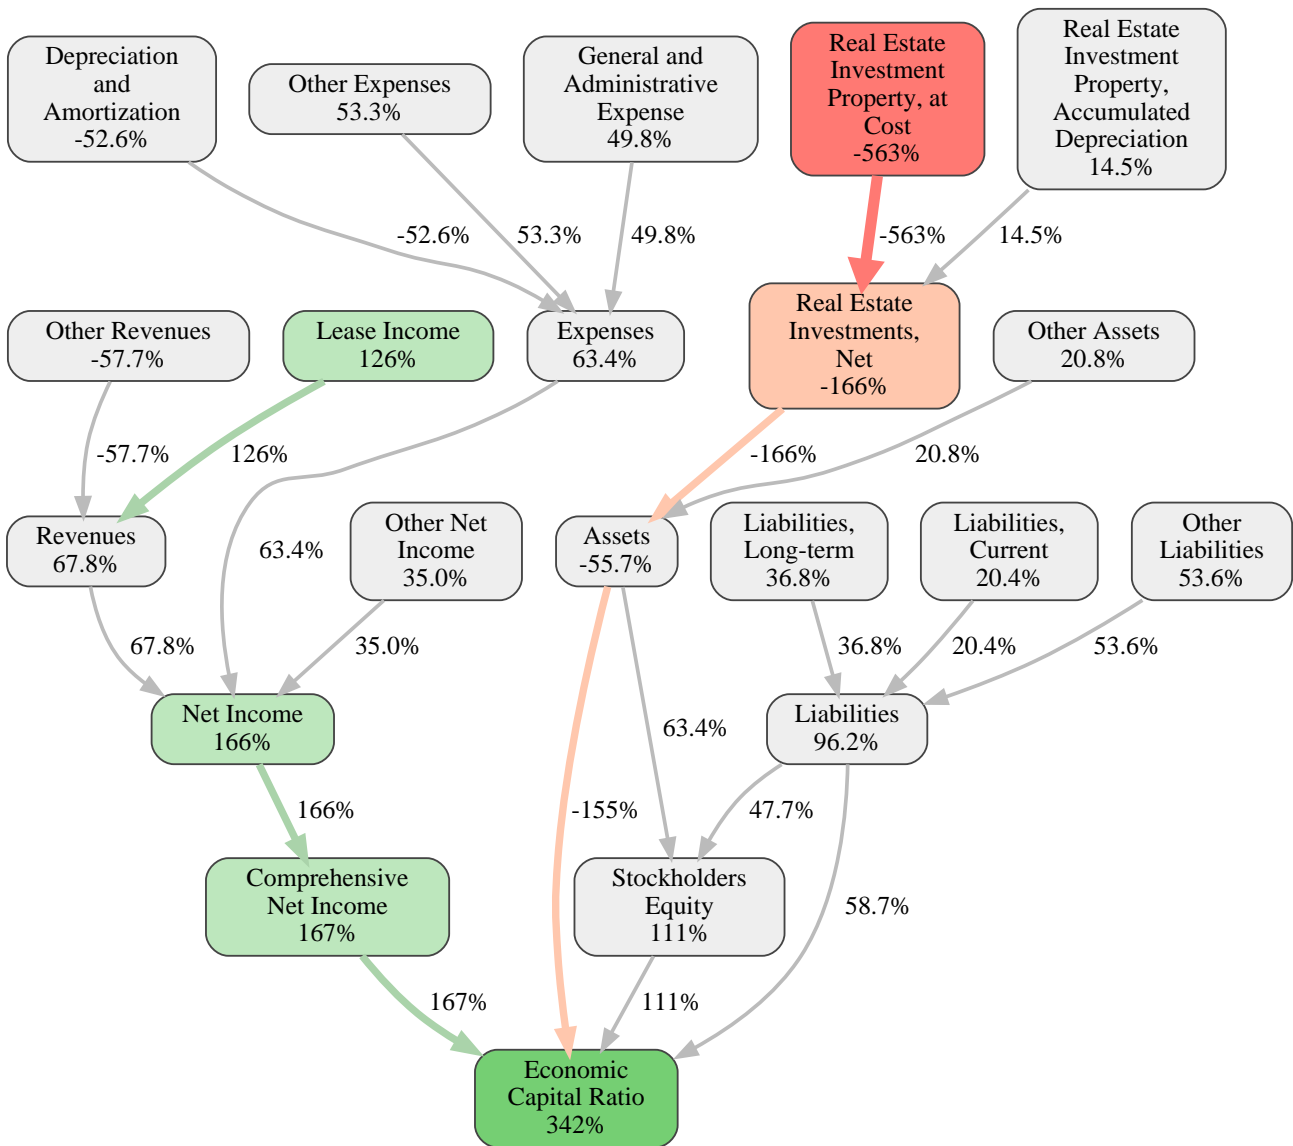 Depreciation
and
Amortization
-52.6%
Other Expenses
53.3%
General and
Administrative
Expense
49.8%
Real Estate
Investment
Property, at
Cost
-563%
Real Estate
Investment
Property,
Accumulated
Depreciation
14.5%
-52.6%
53.3%
49.8%
-563%
14.5%
Other Revenues
-57.7%
Lease Income
126%
Expenses
63.4%
Real Estate
Investments,
Net
-166%
Other Assets
20.8%
-57.7%
126%
-166%
20.8%
Revenues
67.8%
63.4%
Other Net
Income
35.0%
Assets
-55.7%
Liabilities,
Long-term
36.8%
Liabilities,
Current
20.4%
Other
Liabilities
53.6%
67.8%
35.0%
36.8%
20.4%
53.6%
Net Income
166%
63.4%
Liabilities
96.2%
166%
-155%
47.7%
Comprehensive
Net Income
167%
Stockholders
Equity
111%
58.7%
167%
111%
Economic
Capital Ratio
342%